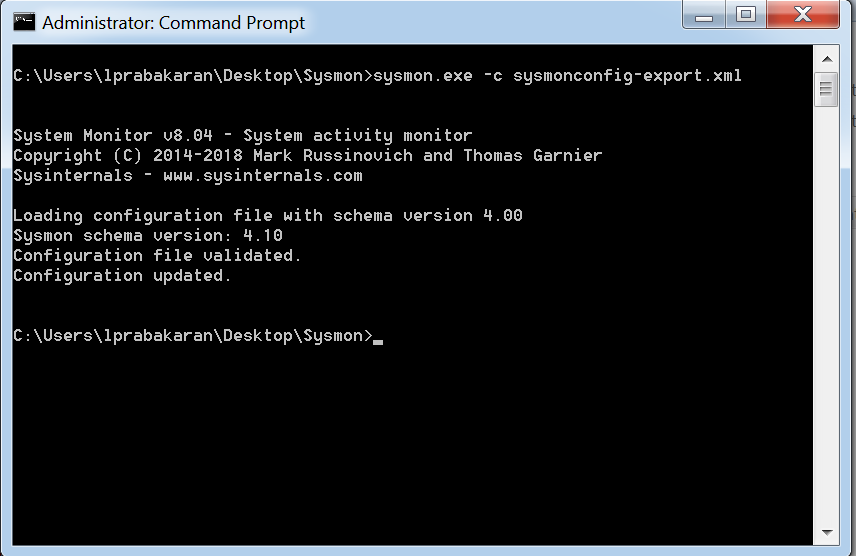 Administrator: Command Prompt
C:\Users\lprabakaran\Desktop\Sysmon>sysmon.exe -c sysmonconfig-export.xml
System Monitor v8.04 - System activity monitor
Copyright (C) 2014-2018 Mark Russinovich and Thomas Garnier
Sysinternals - www.sysinternals.com
Loading configuration file with schema version 4.00
Sysmon schema version: 4.10
Configuration file validated.
Configuration updated.
C:\Users\lprabakaran\Desktop\Sysmon>